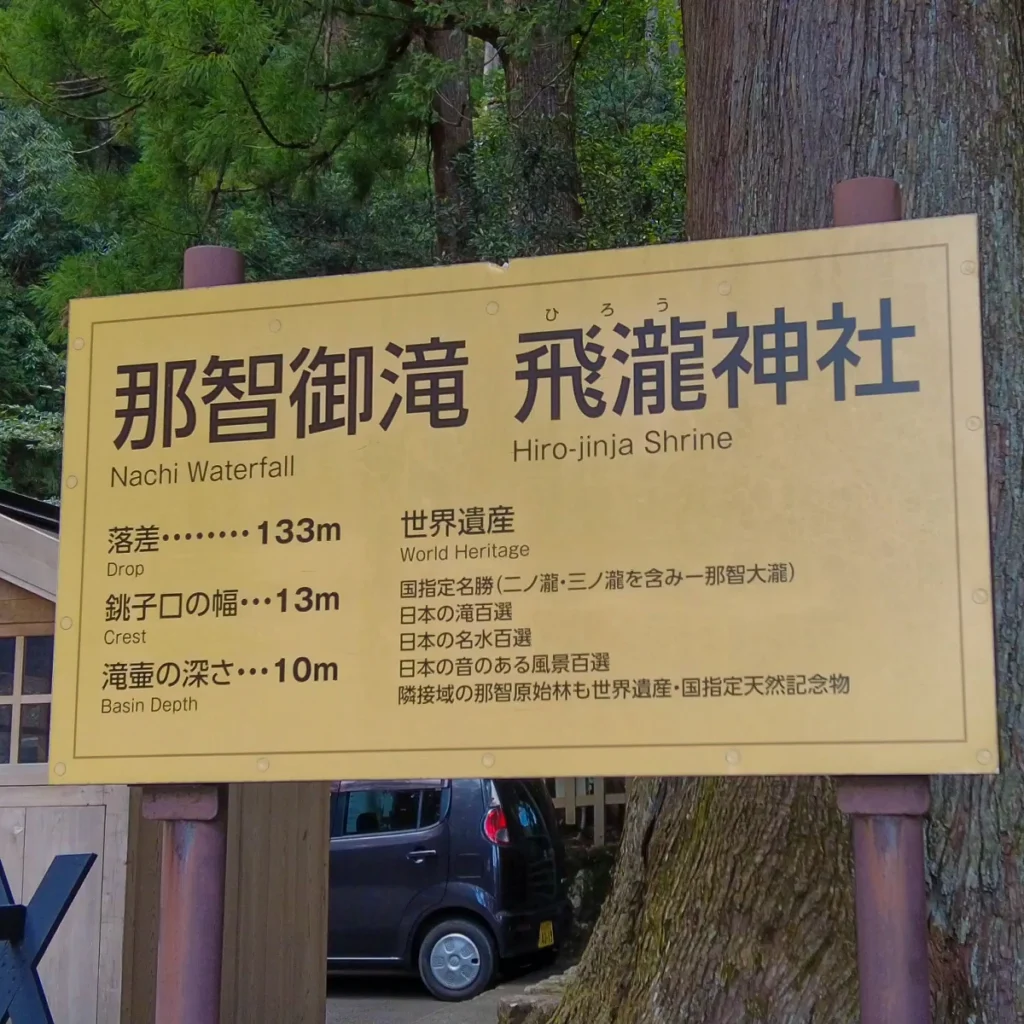 ひろう
那智御滝 飛瀧神社
Nachi Waterfall Hiro-jinja Shrine
落差‥‥‥‥133m
Drop
銚子口の幅…13m
Crest
滝壷の深さ…10m
Basin Depth
世界遺産
World Heritage
国指定名勝(二ノ瀧・三ノ瀧を含みー那智大瀧)
日本の滝百選
日本の名水百選
日本の音のある風景百選
隣接域の那智原始林も世界遺産・国指定天然記念物